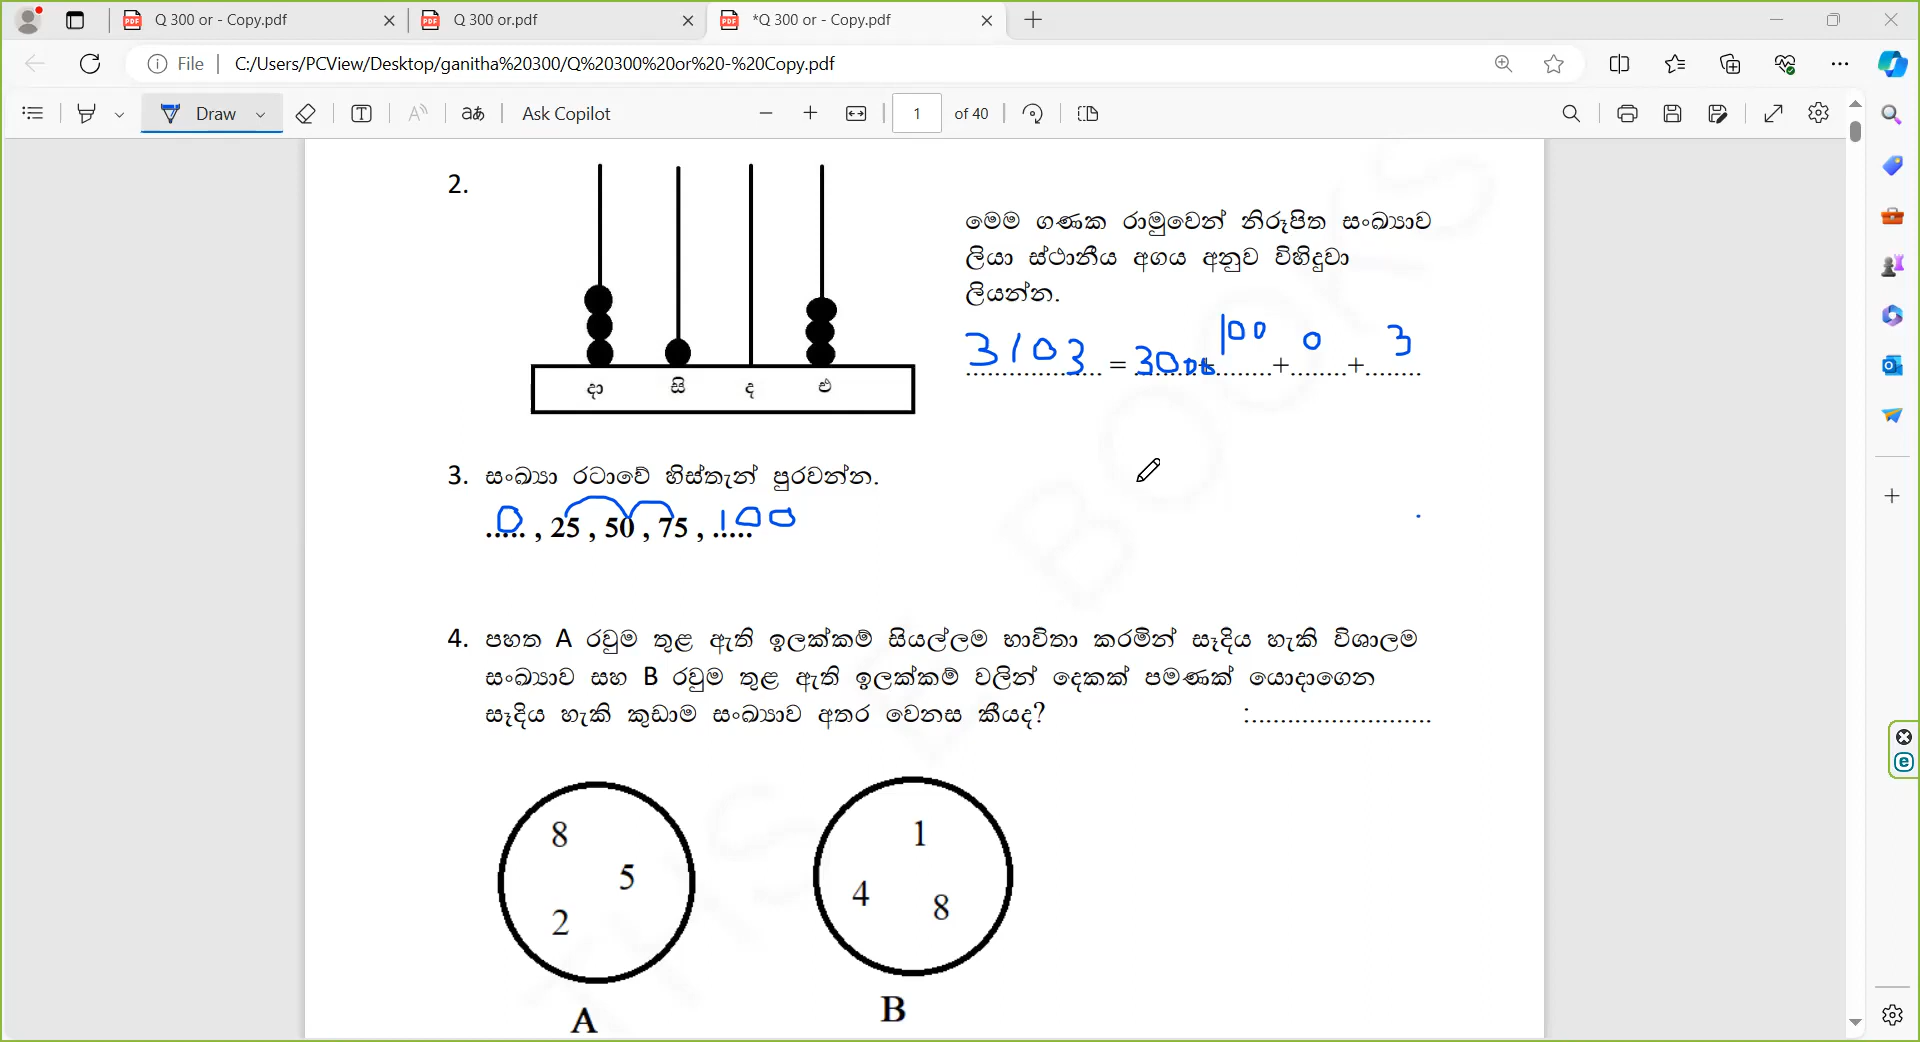 Q 300 or - Copy.pdf
Q 300 or.pdf
*Q 300 or - Copy.pdf
File
C:/Users/PCView/Desktop/ganitha%20300/Q%20300%20or%20-%20Copy.pdf
Draw
aあ
Ask Copilot
1 of 40
2.
මෙම ගණක රාමුවෙන් නිරූපිත සංඛ්‍යාව
ලියා ස්ථානීය අගය අනුව විහිදුවා
ලියන්න.
3103 = 3000 + 100 + 0 + 3
දා සි ද එ
3. සංඛ්‍යා රටාවේ හිස්තැන් පුරවන්න.
0 , 25 , 50 , 75 , 100
4. පහත A රවුම තුළ ඇති ඉලක්කම් සියල්ලම භාවිතා කරමින් සෑදිය හැකි විශාලම
සංඛ්‍යාව සහ B රවුම තුළ ඇති ඉලක්කම් වලින් දෙකක් පමණක් යොදාගෙන
සෑදිය හැකි කුඩාම සංඛ්‍යාව අතර වෙනස කීයද? :.........................
8
5
2
A
1
4
8
B